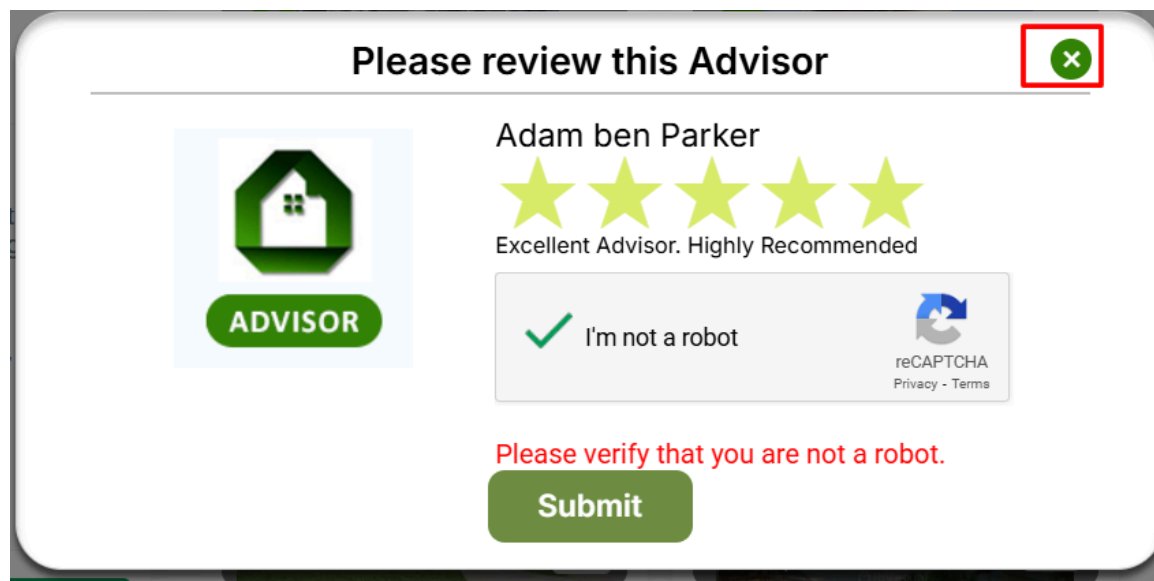 Please review this Advisor
Adam ben Parker
Excellent Advisor. Highly Recommended
ADVISOR
I'm not a robot
reCAPTCHA
Privacy - Terms
Please verify that you are not a robot.
Submit